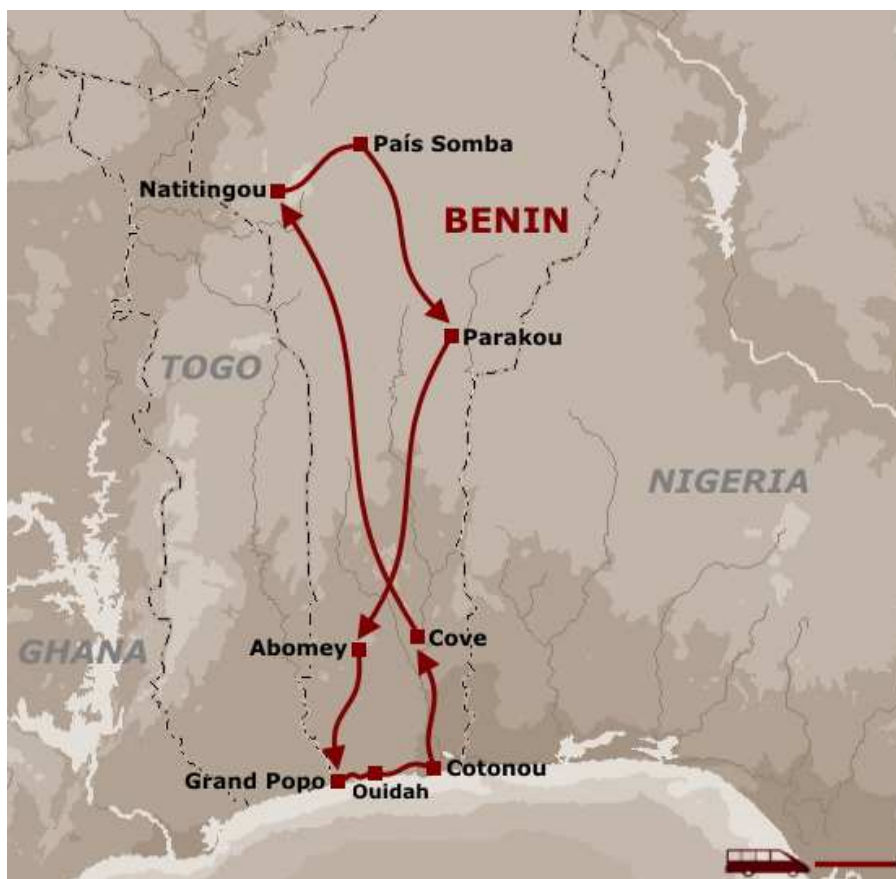 País Somba
Natitingou
BENIN
Parakou
TOGO
NIGERIA
Abomey
Cove
GHANA
Cotonou
Grand Popo
Ouidah